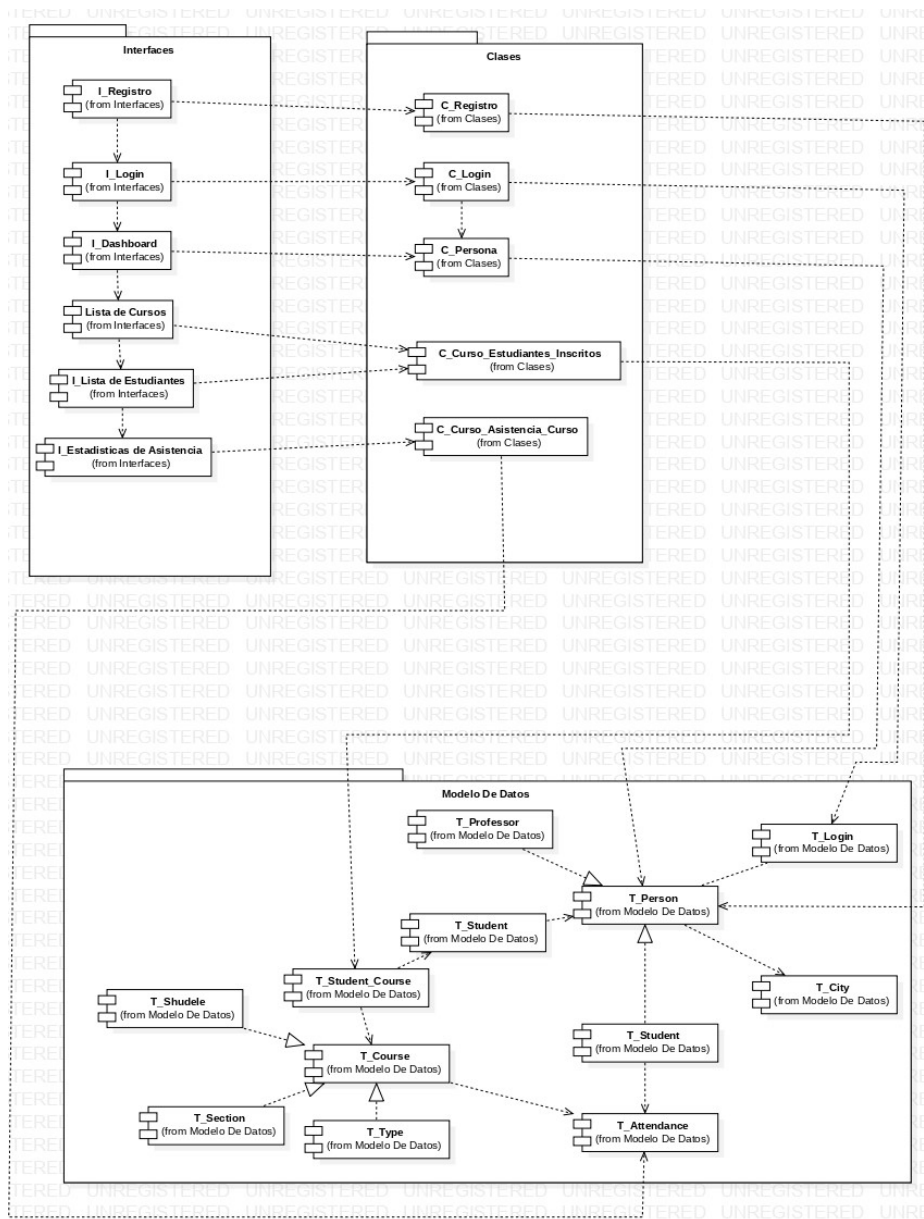 Interfaces
I_Registro
(from Interfaces)
I_Login
(from Interfaces)
I_Dashboard
(from Interfaces)
Lista de Cursos
(from Interfaces)
I_Lista de Estudiantes
(from Interfaces)
I_Estadisticas de Asistencia
(from Interfaces)
Clases
C_Registro
(from Clases)
C_Login
(from Clases)
C_Persona
(from Clases)
C_Curso_Estudiantes_Inscritos
(from Clases)
C_Curso_Asistencia_Curso
(from Clases)
Modelo De Datos
T_Professor
(from Modelo De Datos)
T_Login
(from Modelo De Datos)
T_Person
(from Modelo De Datos)
T_Student
(from Modelo De Datos)
T_Student_Course
(from Modelo De Datos)
T_City
(from Modelo De Datos)
T_Shudele
(from Modelo De Datos)
T_Student
(from Modelo De Datos)
T_Course
(from Modelo De Datos)
T_Section
(from Modelo De Datos)
T_Type
(from Modelo De Datos)
T_Attendance
(from Modelo De Datos)
UNREGISTERED